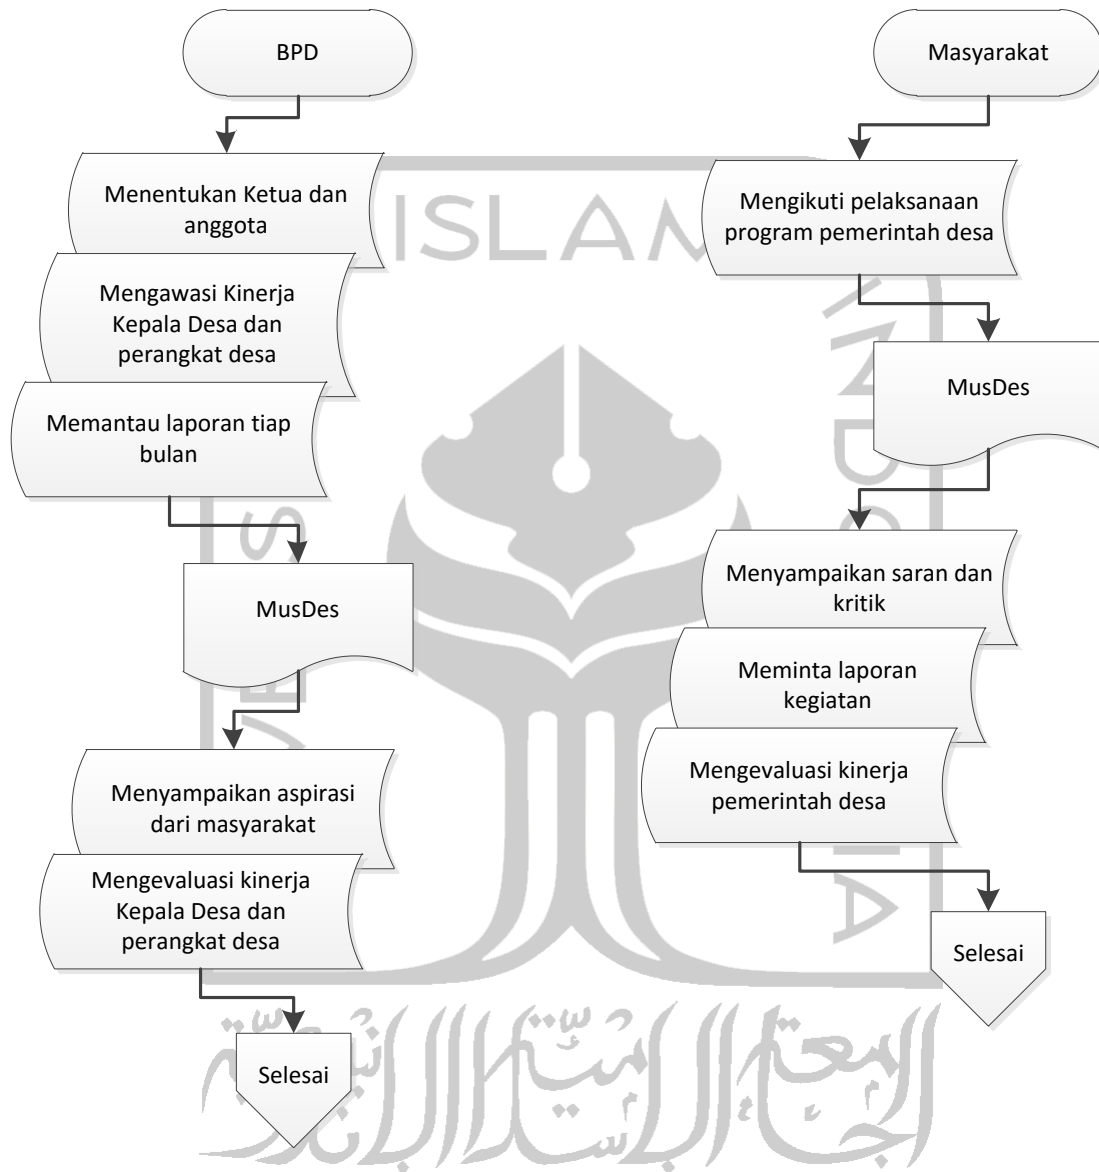 BPD
Menentukan Ketua dan
anggota
Mengawasi Kinerja
Kepala Desa dan
perangkat desa
Memantau laporan tiap
bulan
MusDes
Menyampaikan aspirasi
dari masyarakat
Mengevaluasi kinerja
Kepala Desa dan
perangkat desa
Selesai
Masyarakat
Mengikuti pelaksanaan
program pemerintah desa
MusDes
Menyampaikan saran dan
kritik
Meminta laporan
kegiatan
Mengevaluasi kinerja
pemerintah desa
Selesai
ISLAM